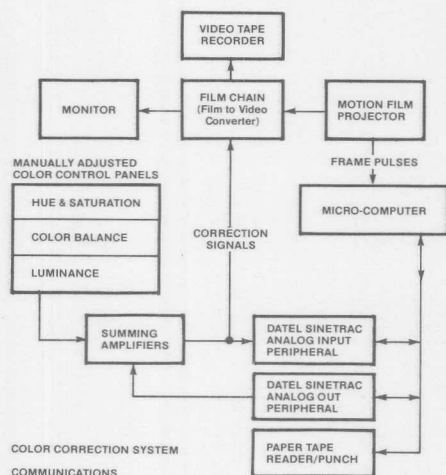 VIDEO TAPE
RECORDER
MONITOR
FILM CHAIN
(Film to Video
Converter)
MOTION FILM
PROJECTOR
FRAME PULSES
MANUALLY ADJUSTED
COLOR CONTROL PANELS
HUE & SATURATION
COLOR BALANCE
LUMINANCE
CORRECTION
SIGNALS
MICRO-COMPUTER
SUMMING
AMPLIFIERS
DATEL SINETRAC
ANALOG INPUT
PERIPHERAL
DATEL SINETRAC
ANALOG OUT
PERIPHERAL
PAPER TAPE
READER/PUNCH
COLOR CORRECTION SYSTEM
COMMUNICATIONS